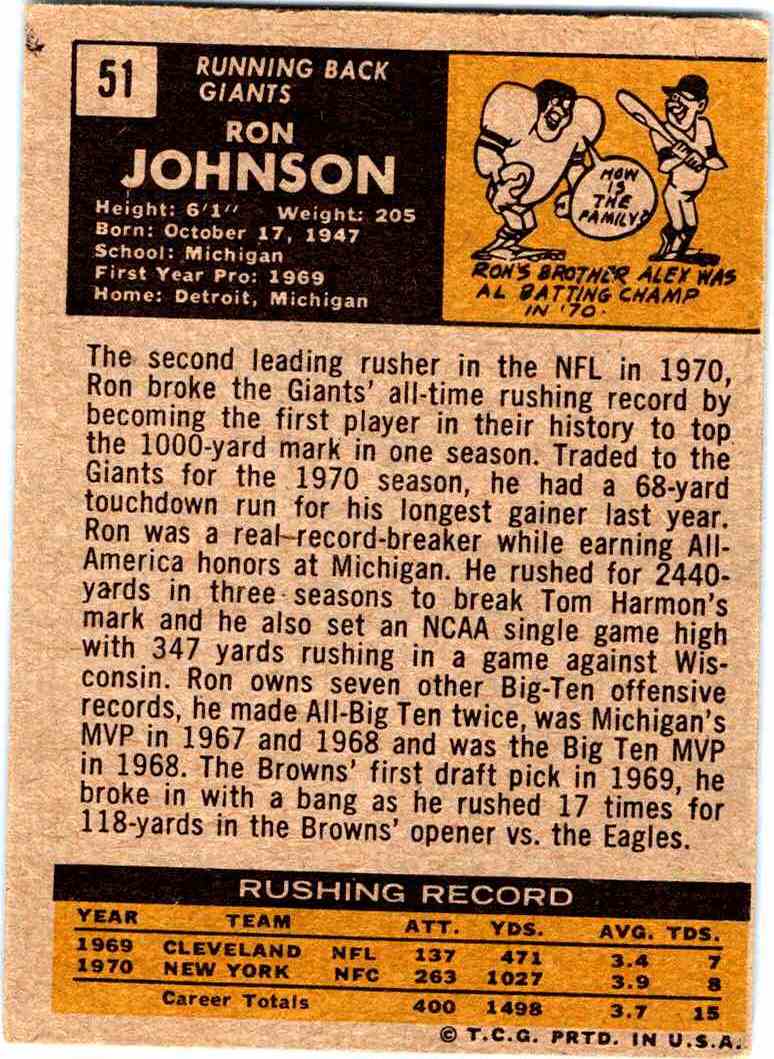 51
RUNNING BACK
GIANTS
RON
JOHNSON
Height: 6'1" Weight: 205
Born: October 17, 1947
School: Michigan
First Year Pro: 1969
Home: Detroit, Michigan
HOW
IS
THE
FAMILY?
RON'S BROTHER ALEX WAS
AL BATTING CHAMP
IN '70.
The second leading rusher in the NFL in 1970,
Ron broke the Giants' all-time rushing record by
becoming the first player in their history to top
the 1000-yard mark in one season. Traded to the
Giants for the 1970 season, he had a 68-yard
touchdown run for his longest gainer last year.
Ron was a real record-breaker while earning All-
America honors at Michigan. He rushed for 2440-
yards in three seasons to break Tom Harmon's
mark and he also set an NCAA single game high
with 347 yards rushing in a game against Wis-
consin. Ron owns seven other Big-Ten offensive
records, he made All-Big Ten twice, was Michigan's
MVP in 1967 and 1968 and was the Big Ten MVP
in 1968. The Browns' first draft pick in 1969, he
broke in with a bang as he rushed 17 times for
118-yards in the Browns' opener vs. the Eagles.
RUSHING RECORD
YEAR TEAM ATT. YDS. AVG. TDS.
1969 CLEVELAND NFL 137 471 3.4 7
1970 NEW YORK NFC 263 1027 3.9 8
Career Totals 400 1498 3.7 15
© T.C.G. PRTD. IN U.S.A.